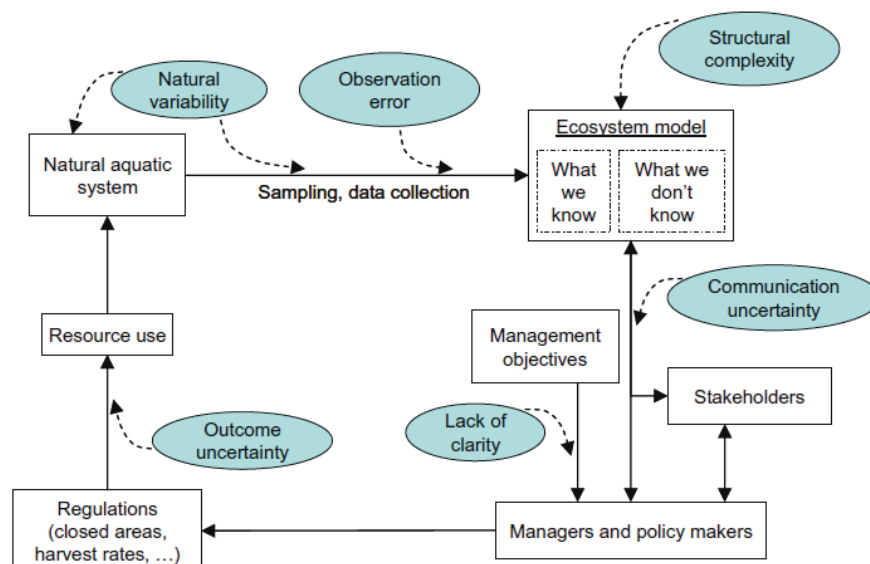 Natural
variability
Observation
error
Structural
complexity
Natural aquatic
system
Sampling, data collection
Ecosystem model
What
we
know
What we
don't
know
Communication
uncertainty
Resource use
Management
objectives
Stakeholders
Outcome
uncertainty
Lack of
clarity
Regulations
(closed areas,
harvest rates, …)
Managers and policy makers